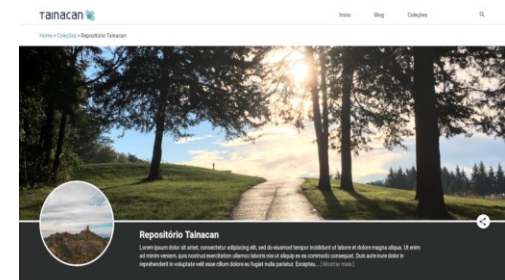 TaiNacaN
Início Blog Coleções
Home » Coleções » Repositório Tainacan
Repositório Tainacan
Lorem ipsum dolor sit amet, consectetur adipiscing elit, sed do eiusmod tempor incididunt ut labore et dolore magna aliqua. Ut enim
ad minim veniam, quis nostrud exercitation ullamco laboris nisi ut aliquip ex ea commodo consequat. Duis aute irure dolor in
reprehenderit in voluptate velit esse cillum dolore eu fugiat nulla pariatur. Excepteu... [Mostrar mais]